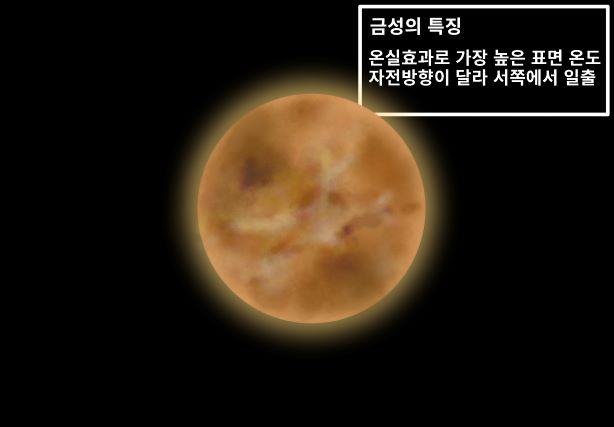 금성의 특징
온실효과로 가장 높은 표면 온도
자전방향이 달라 서쪽에서 일출